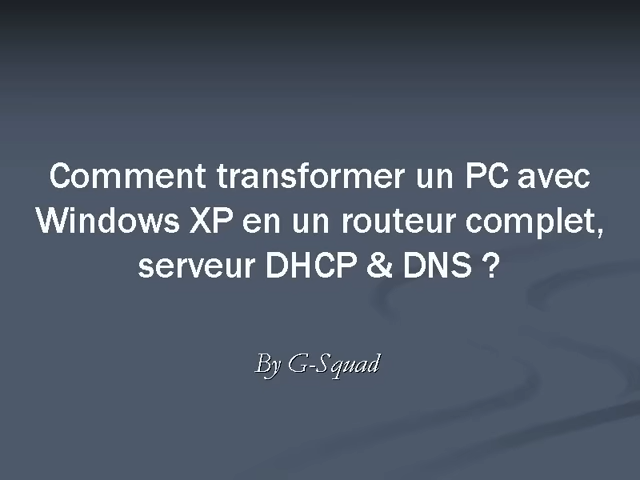 Comment transformer un PC avec
Windows XP en un routeur complet,
serveur DHCP & DNS ?
By G-Squad